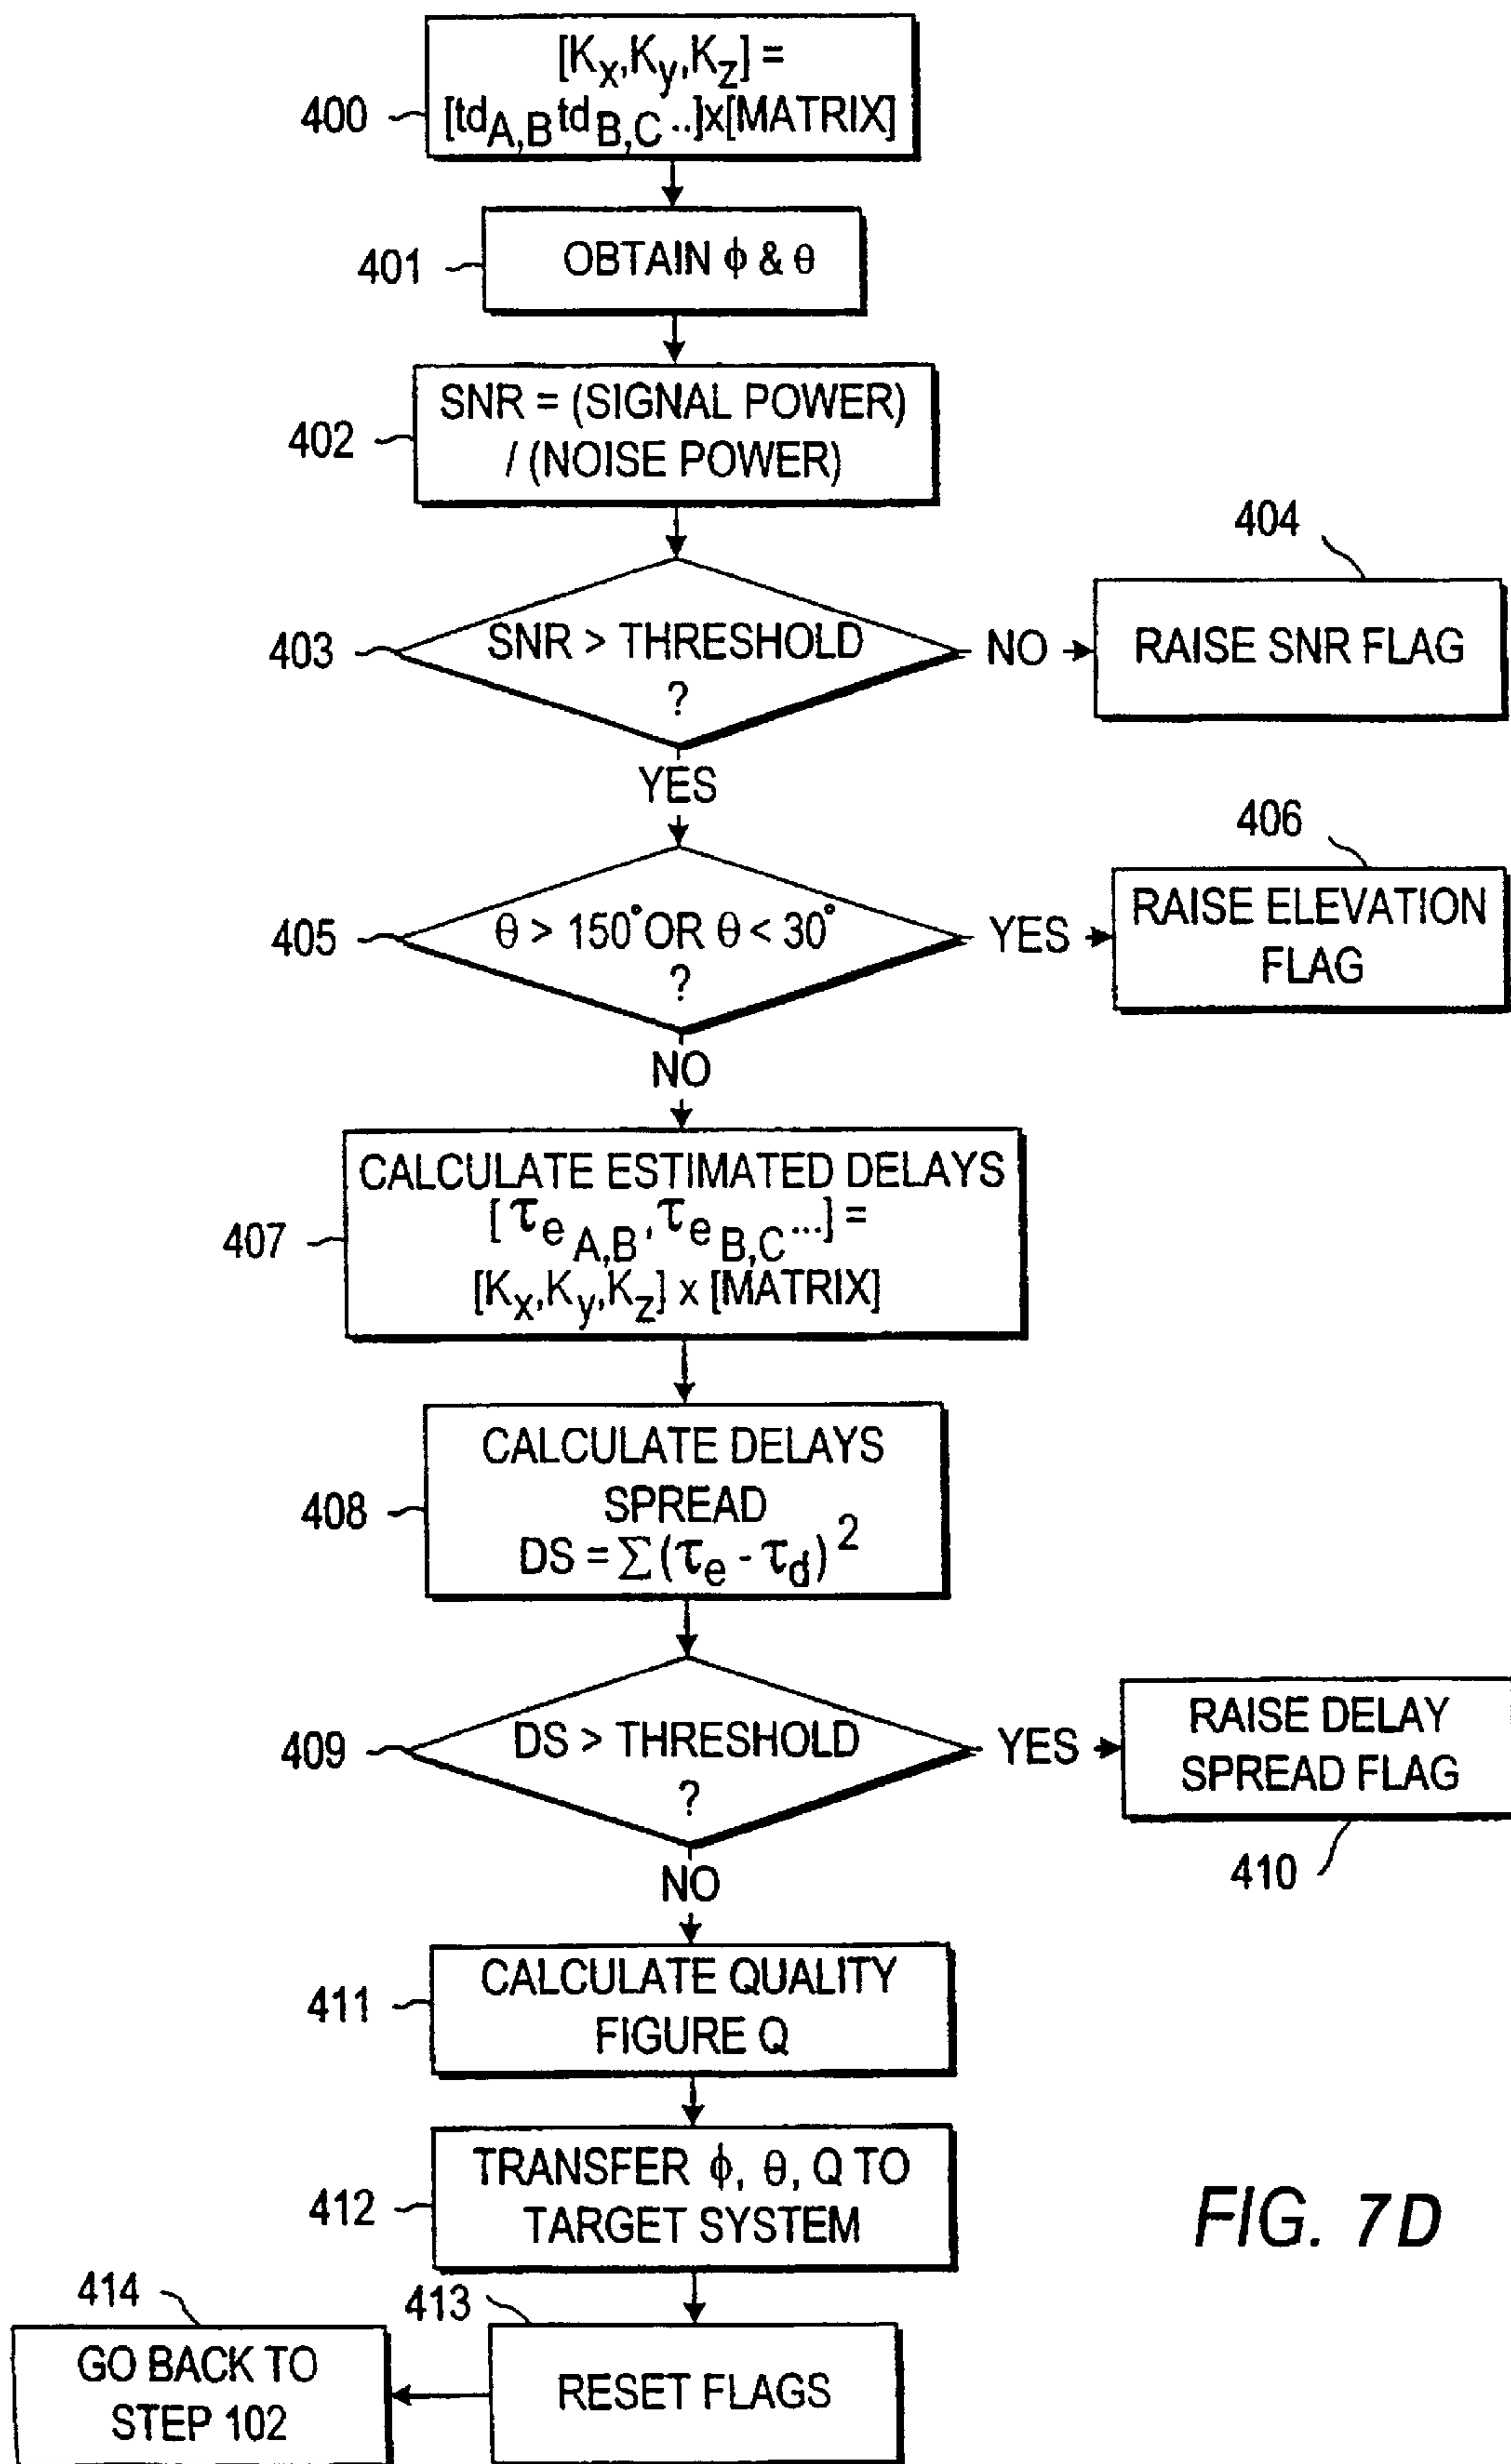 [Kx,Ky,Kz] =
400 [tdA,B tdB,C ..]x[MATRIX]
401 OBTAIN ϕ & θ
SNR = (SIGNAL POWER)
402 / (NOISE POWER)
404
403 SNR > THRESHOLD NO RAISE SNR FLAG
?
YES
406
405 θ > 150° OR θ < 30° YES RAISE ELEVATION
? FLAG
NO
CALCULATE ESTIMATED DELAYS
[τe A,B, τe B,C ...] =
407
[Kx,Ky,Kz] x [MATRIX]
CALCULATE DELAYS
408 SPREAD
DS = Σ(τe - τd)2
409 DS > THRESHOLD YES RAISE DELAY
? SPREAD FLAG
410
NO
411 CALCULATE QUALITY
FIGURE Q
412 TRANSFER ϕ, θ, Q TO
TARGET SYSTEM
FIG. 7D
414 413
GO BACK TO RESET FLAGS
STEP 102